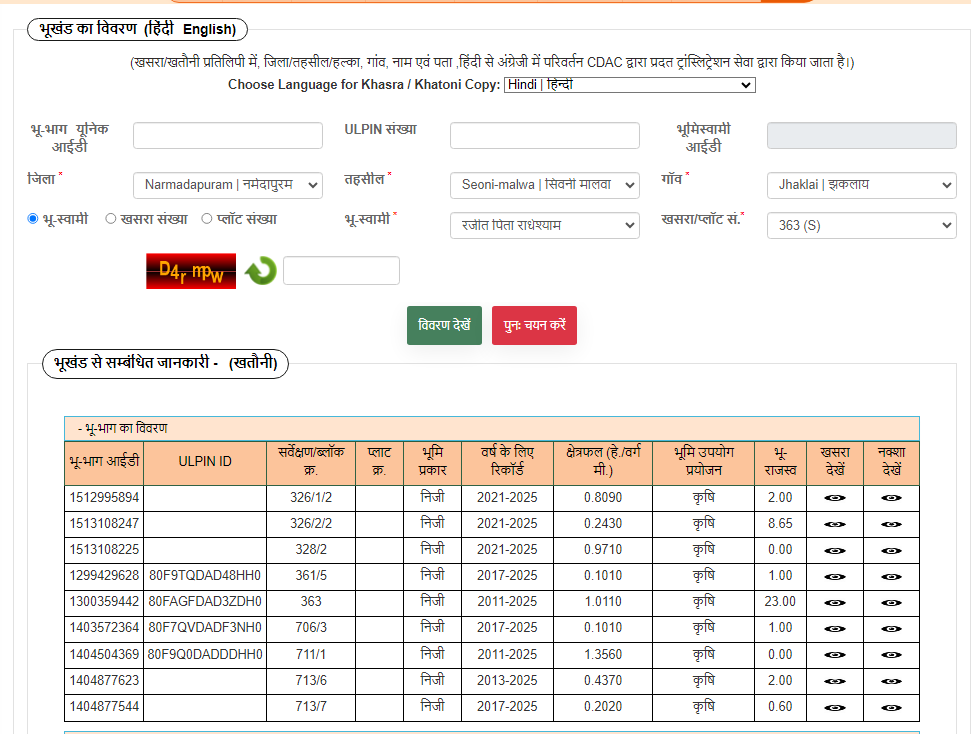 भूखंड का विवरण (हिंदी English)
(खसरा/खतौनी प्रतिलिपी में, जिला/तहसील/हल्का, गांव, नाम एवं पता ,हिंदी से अंग्रेजी में परिवर्तन CDAC द्वारा प्रदत ट्रांस्लिट्रेशन सेवा द्वारा किया जाता है।)
Choose Language for Khasra / Khatoni Copy: Hindi | हिन्दी
भू-भाग यूनिक आईडी ULPIN संख्या भूमिस्वामी आईडी
जिला * Narmadapuram | नर्मदापुरम तहसील * Seoni-malwa | सिवनी मालवा गाँव * Jhaklai | झकलाय
भू-स्वामी खसरा संख्या प्लॉट संख्या भू-स्वामी * रंजीत पिता राधेश्याम खसरा/प्लॉट सं.* 363 (S)
D4r mpw
विवरण देखें पुनः चयन करें
भूखंड से सम्बंधित जानकारी - (खतौनी)
- भू-भाग का विवरण
भू-भाग आईडी ULPIN ID सर्वेक्षण/ब्लॉक क्र. प्लाट क्र. भूमि प्रकार वर्ष के लिए रिकॉर्ड क्षेत्रफल (हे./वर्ग मी.) भूमि उपयोग प्रयोजन भू-राजस्व खसरा देखें नक्शा देखें
1512995894 326/1/2 निजी 2021-2025 0.8090 कृषि 2.00
1513108247 326/2/2 निजी 2021-2025 0.2430 कृषि 8.65
1513108225 328/2 निजी 2021-2025 0.9710 कृषि 0.00
1299429628 80F9TQDAD48HH0 361/5 निजी 2017-2025 0.1010 कृषि 1.00
1300359442 80FAGFDAD3ZDH0 363 निजी 2011-2025 1.0110 कृषि 23.00
1403572364 80F7QVDADF3NH0 706/3 निजी 2017-2025 0.1010 कृषि 1.00
1404504369 80F9Q0DADDDHH0 711/1 निजी 2011-2025 1.3560 कृषि 0.00
1404877623 713/6 निजी 2013-2025 0.4370 कृषि 2.00
1404877544 713/7 निजी 2017-2025 0.2020 कृषि 0.60